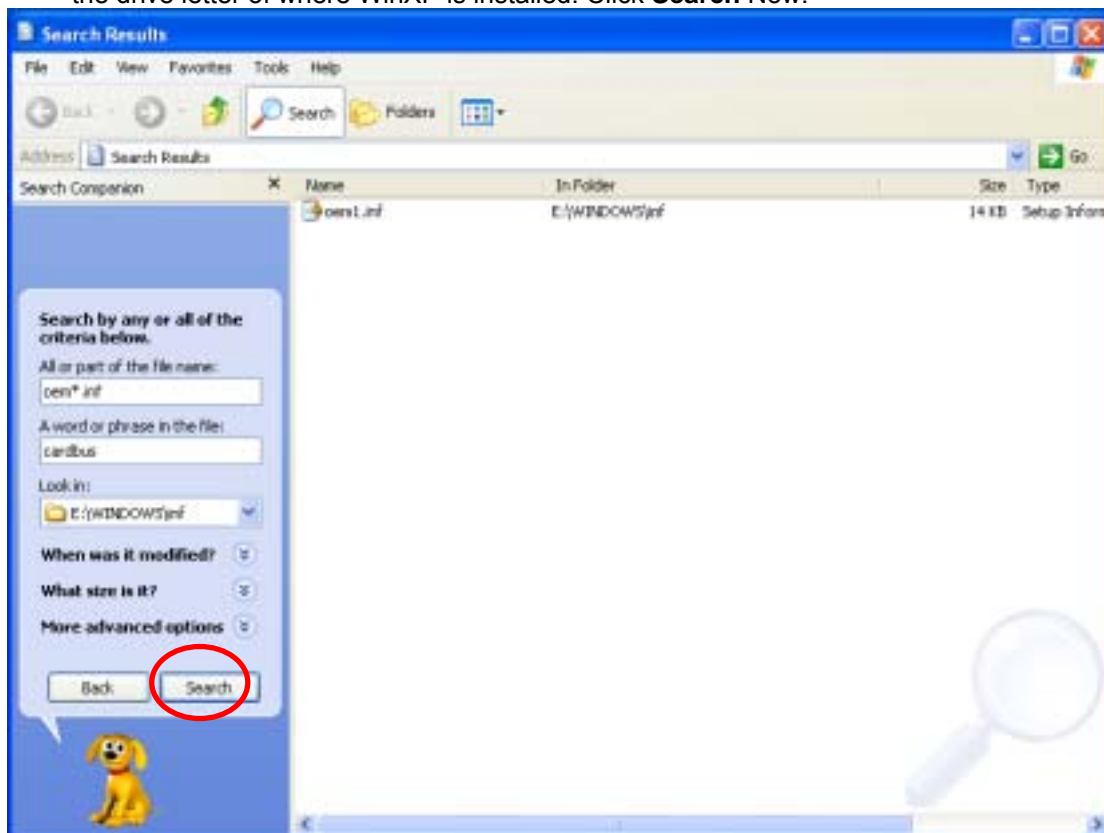 the drive letter of where WinXP is installed. Click Search Now.
Search Results
File Edit View Favorites Tools Help
Back Search Folders
Address Search Results Go
Search Companion Name In Folder Size Type
oem1.inf E:\WINDOWS\inf 14 KB Setup Inform
Search by any or all of the
criteria below.
All or part of the file name:
oem*.inf
A word or phrase in the file:
cardbus
Look in:
E:\WINDOWS\inf
When was it modified?
What size is it?
More advanced options
Back Search